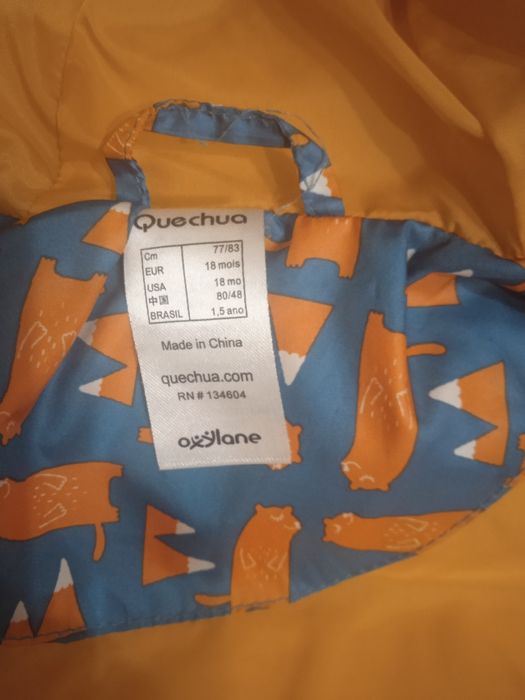 Quechua
Cm 77/83
EUR 18 mois
USA 18 mo
中国 80/48
BRASIL 1,5 ano
Made in China
quechua.com
RN # 134604
oxylane